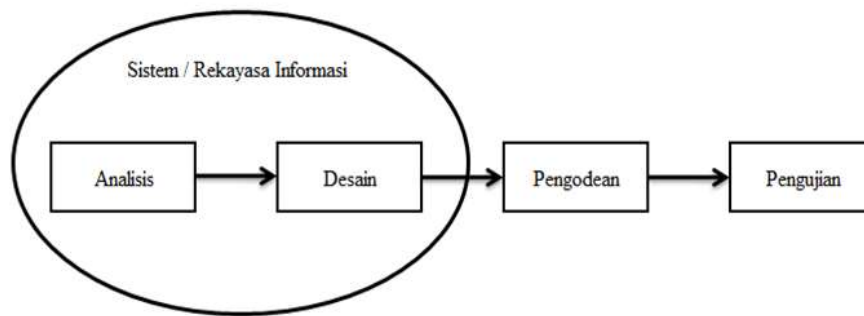 Sistem / Rekayasa Informasi
Analisis
Desain
Pengodean
Pengujian